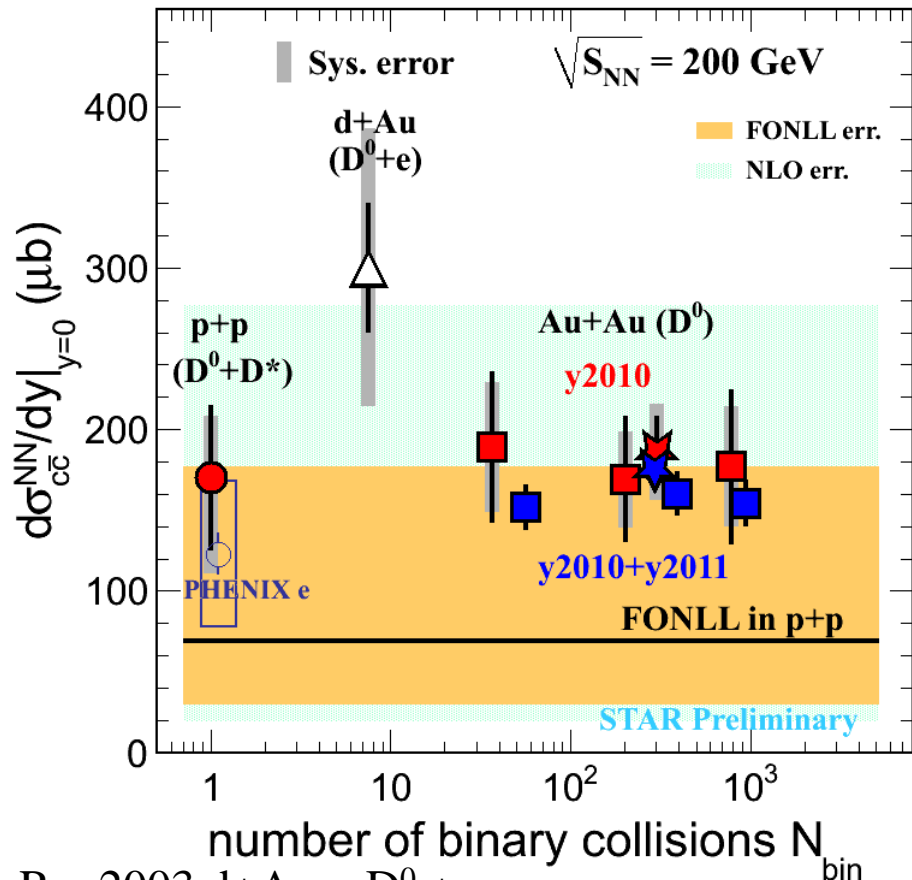 Sys. error
√S_NN = 200 GeV
d+Au
(D⁰+e)
FONLL err.
NLO err.
400
300
200
100
0
dσ^NN_cc̅/dy|_y=0 (μb)
p+p
(D⁰+D*)
Au+Au (D⁰)
y2010
y2010+y2011
PHENIX e
FONLL in p+p
STAR Preliminary
1
10
10²
10³
number of binary collisions N_bin